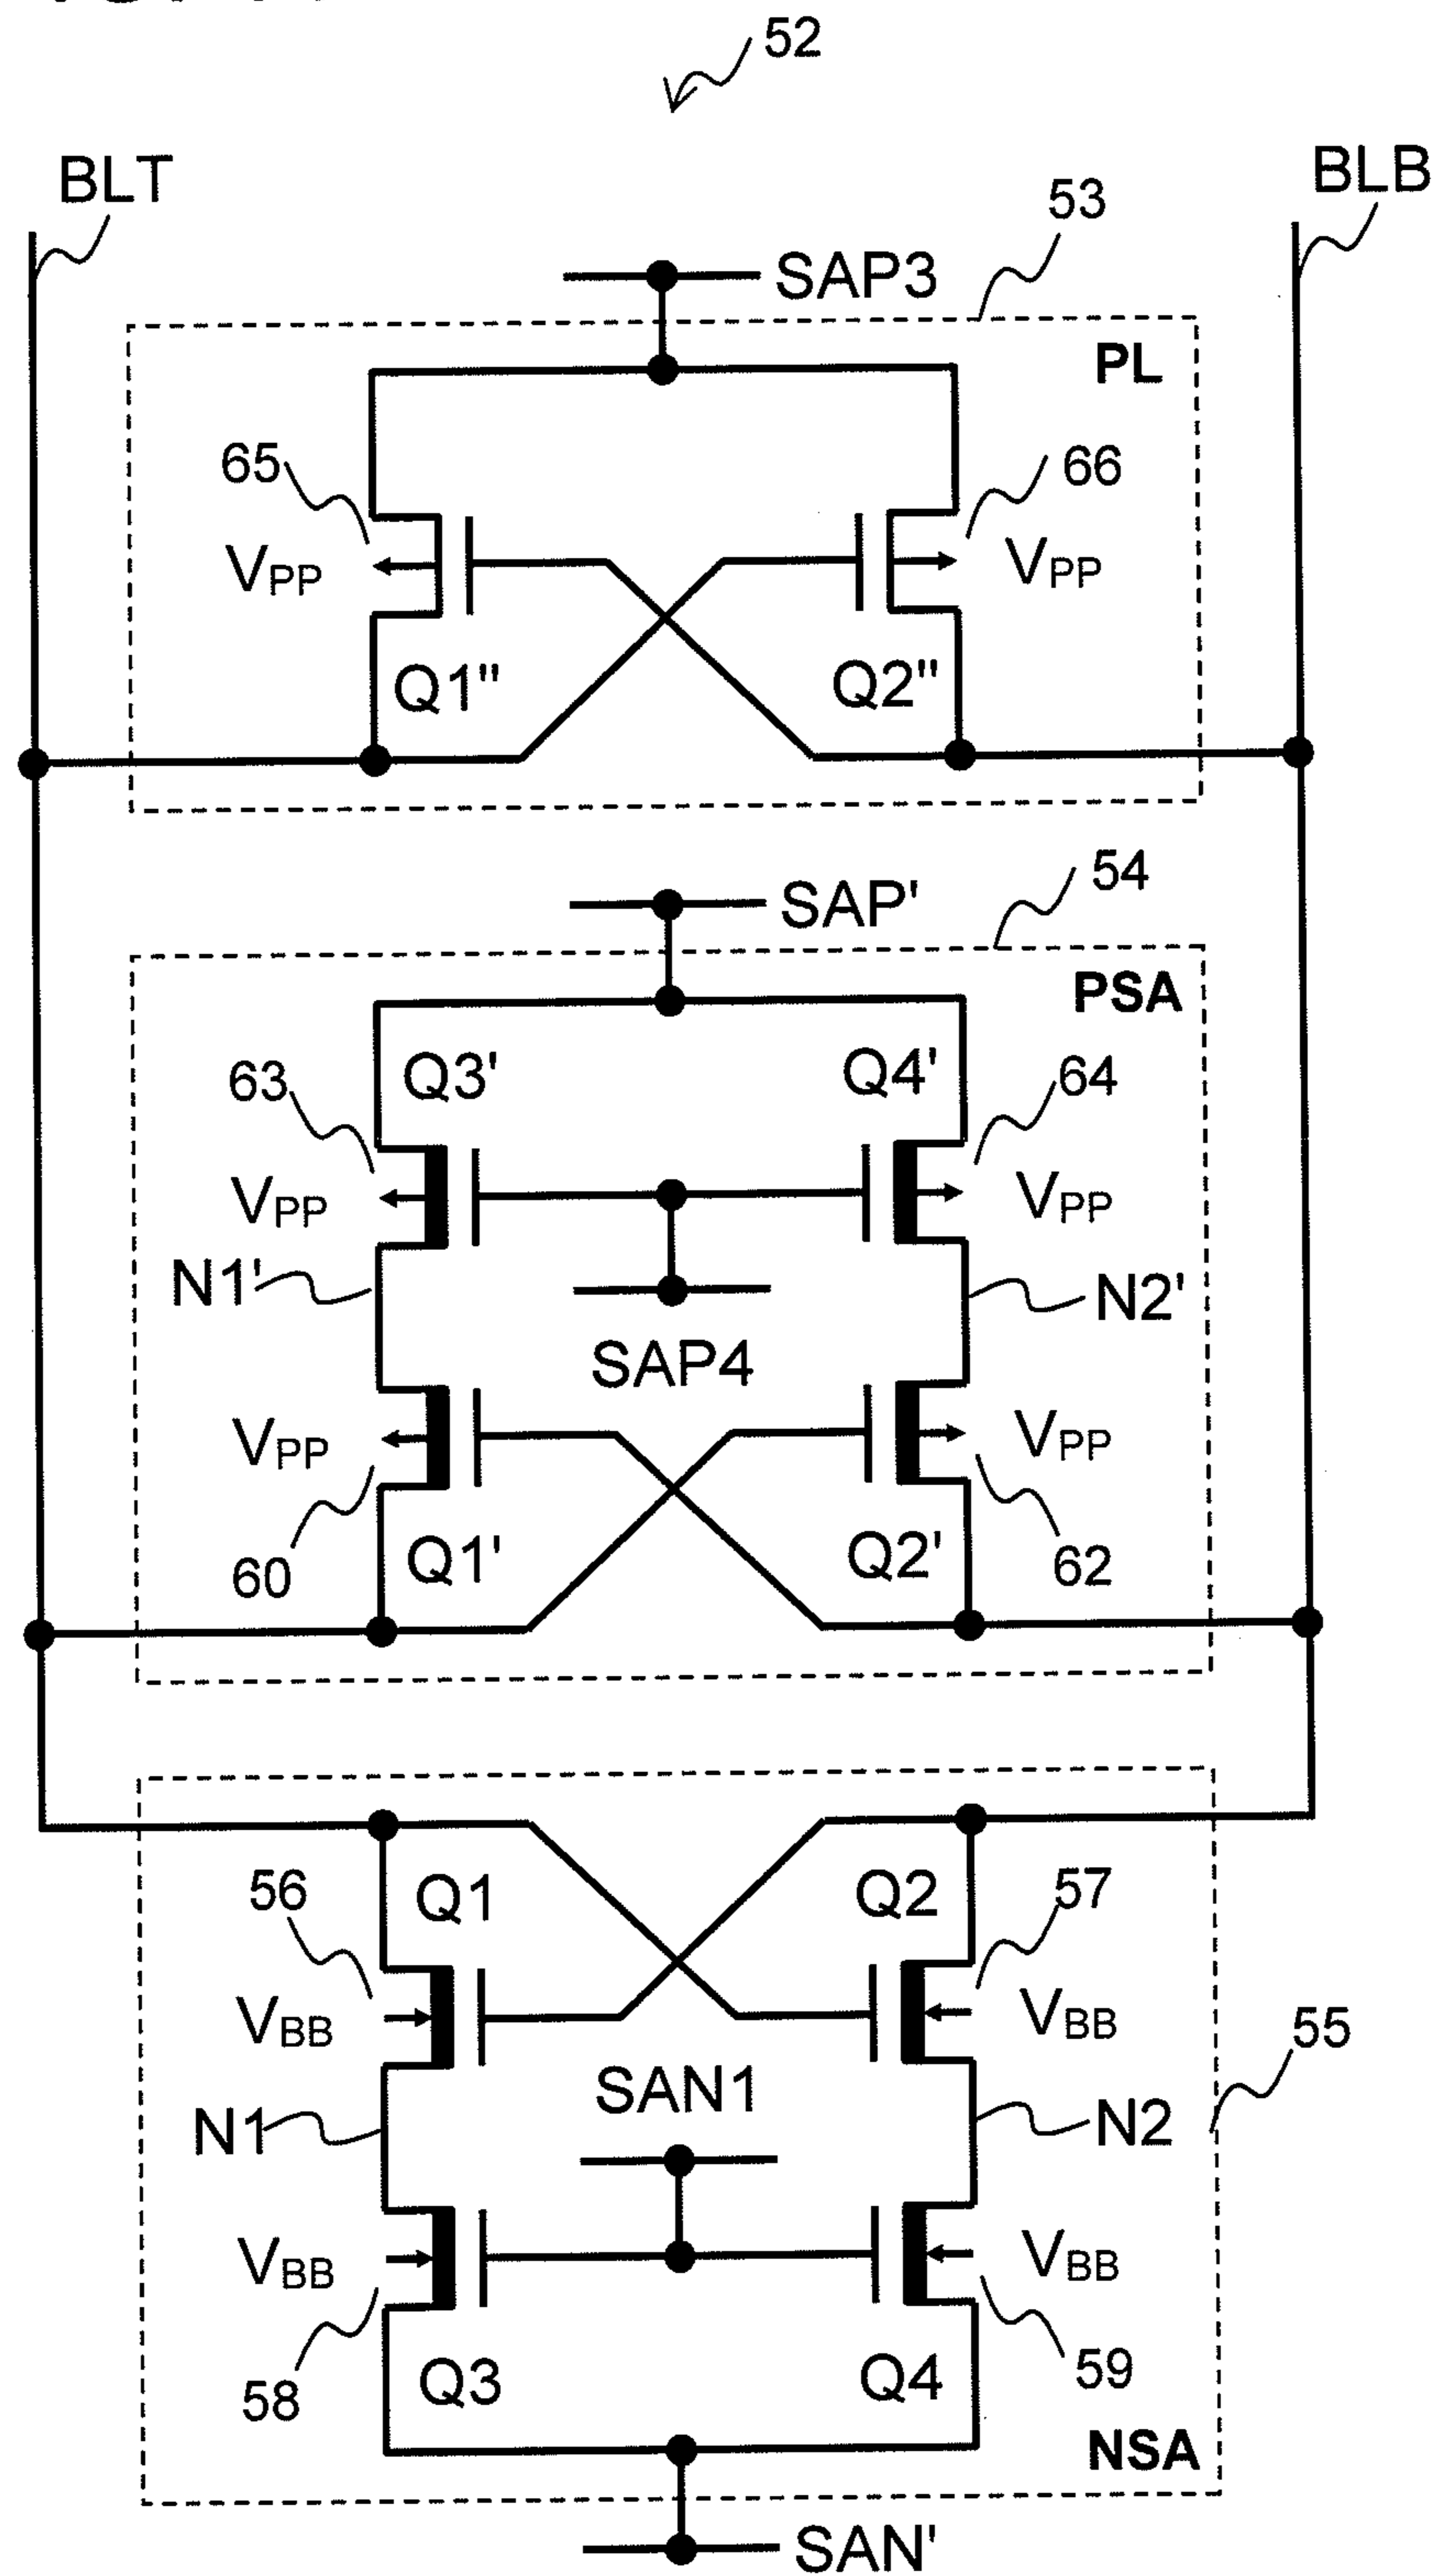 52
BLT
BLB
53
SAP3
PL
65
66
VPP
VPP
Q1"
Q2"
54
SAP'
PSA
63
Q3'
Q4'
64
VPP
VPP
N1'
N2'
SAP4
VPP
VPP
60
Q1'
Q2'
62
56
Q1
Q2
57
VBB
VBB
55
SAN1
N1
N2
VBB
VBB
58
Q3
Q4
59
NSA
SAN'